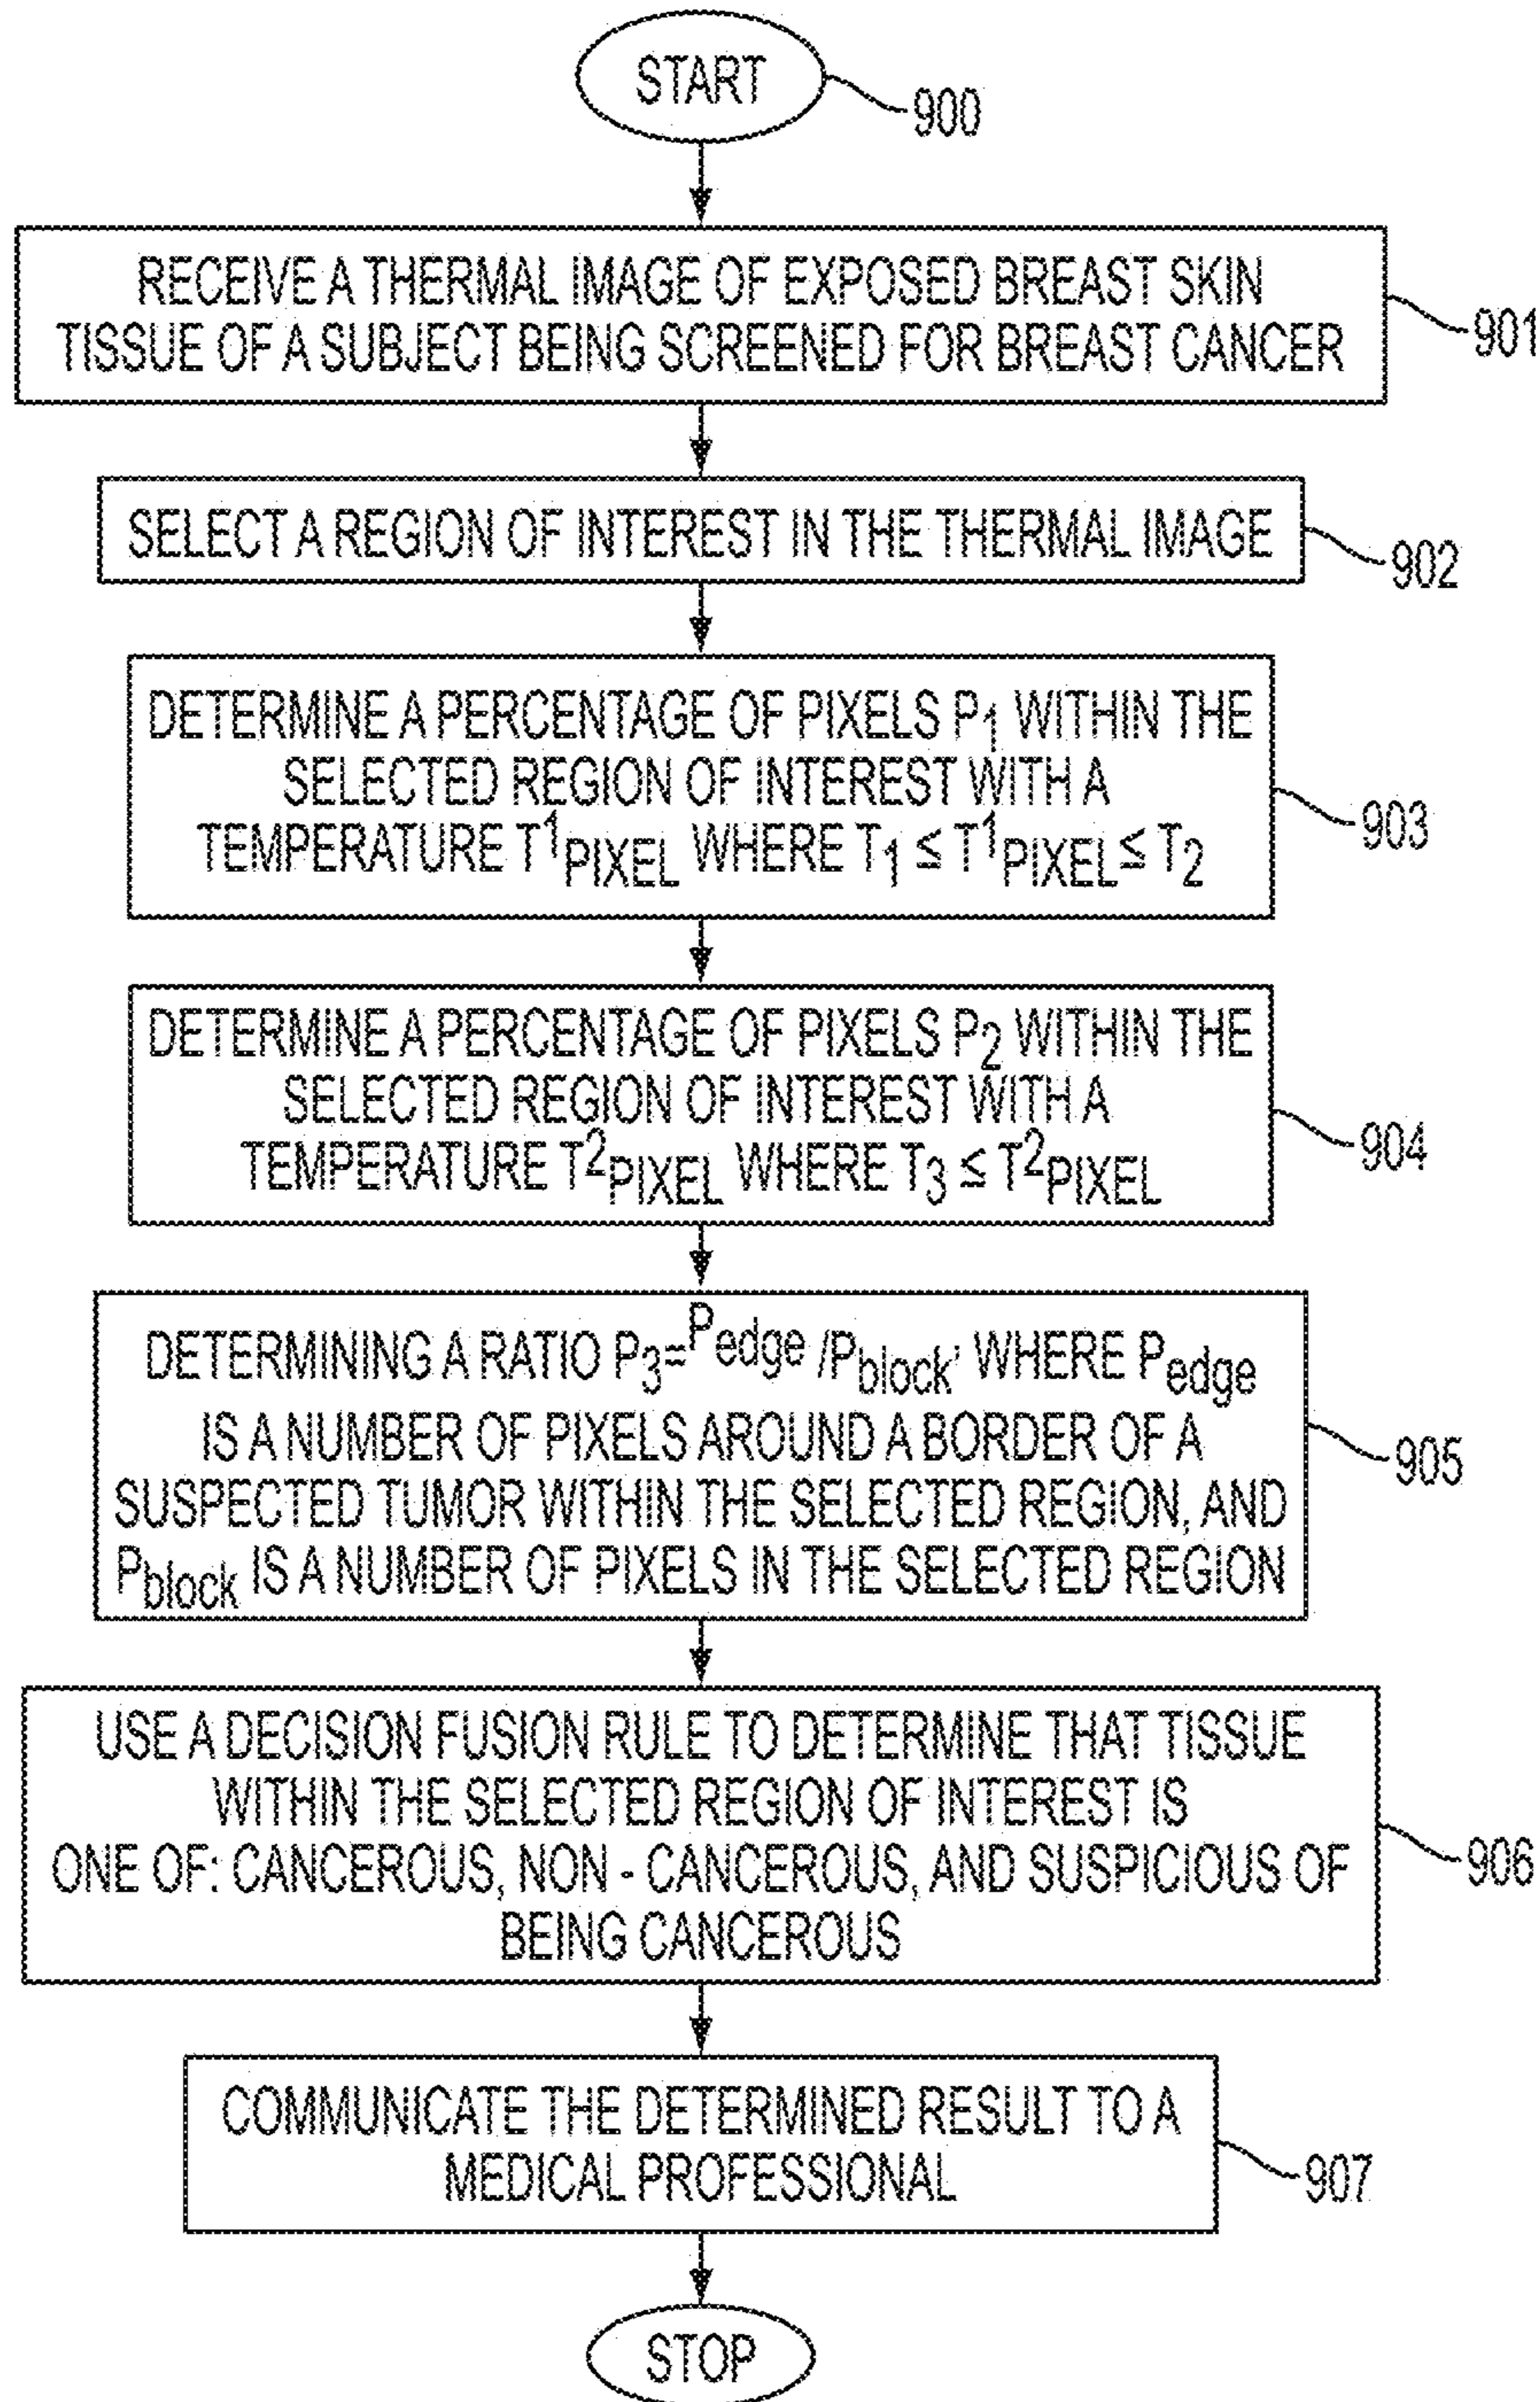 START
900
RECEIVE A THERMAL IMAGE OF EXPOSED BREAST SKIN
TISSUE OF A SUBJECT BEING SCREENED FOR BREAST CANCER
901
SELECT A REGION OF INTEREST IN THE THERMAL IMAGE
902
DETERMINE A PERCENTAGE OF PIXELS P₁ WITHIN THE
SELECTED REGION OF INTEREST WITH A
TEMPERATURE T¹PIXEL WHERE T₁ ≤ T¹PIXEL ≤ T₂
903
DETERMINE A PERCENTAGE OF PIXELS P₂ WITHIN THE
SELECTED REGION OF INTEREST WITH A
TEMPERATURE T²PIXEL WHERE T₃ ≤ T²PIXEL
904
DETERMINING A RATIO P₃=Pedge/Pblock, WHERE Pedge
IS A NUMBER OF PIXELS AROUND A BORDER OF A
SUSPECTED TUMOR WITHIN THE SELECTED REGION, AND
Pblock IS A NUMBER OF PIXELS IN THE SELECTED REGION
905
USE A DECISION FUSION RULE TO DETERMINE THAT TISSUE
WITHIN THE SELECTED REGION OF INTEREST IS
ONE OF: CANCEROUS, NON - CANCEROUS, AND SUSPICIOUS OF
BEING CANCEROUS
906
COMMUNICATE THE DETERMINED RESULT TO A
MEDICAL PROFESSIONAL
907
STOP